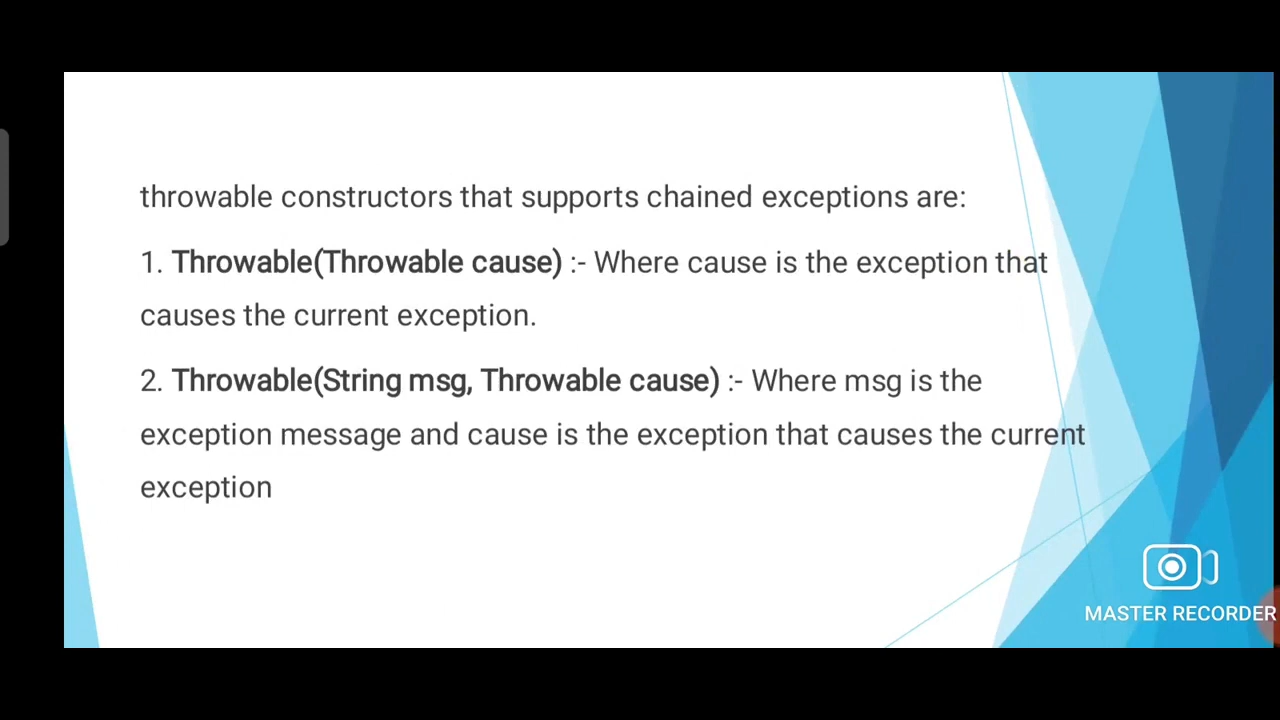 throwable constructors that supports chained exceptions are:
1. Throwable(Throwable cause) :- Where cause is the exception that
causes the current exception.
2. Throwable(String msg, Throwable cause) :- Where msg is the
exception message and cause is the exception that causes the current
exception
MASTER RECORDER